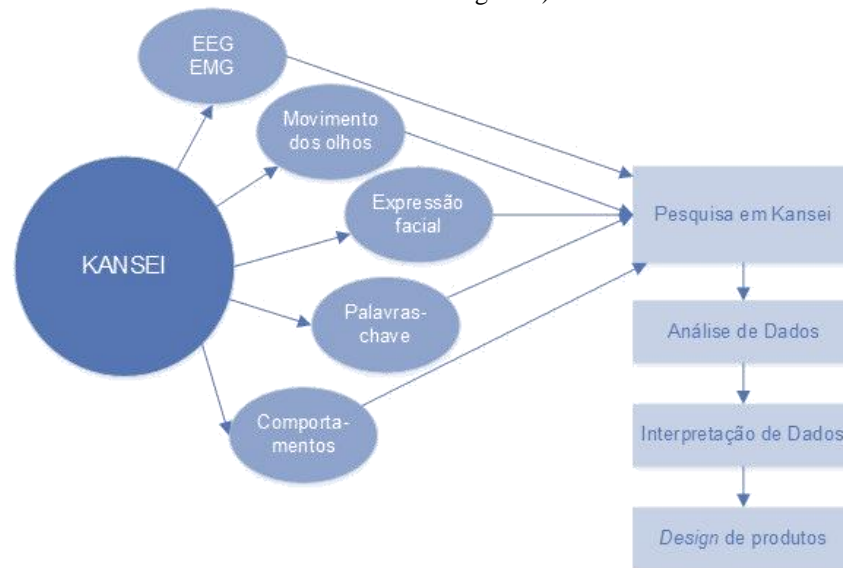 EEG
EMG
Movimento
dos olhos
Expressão
facial
KANSEI
Palavras-
chave
Comporta-
mentos
Pesquisa em Kansei
Análise de Dados
Interpretação de Dados
Design de produtos